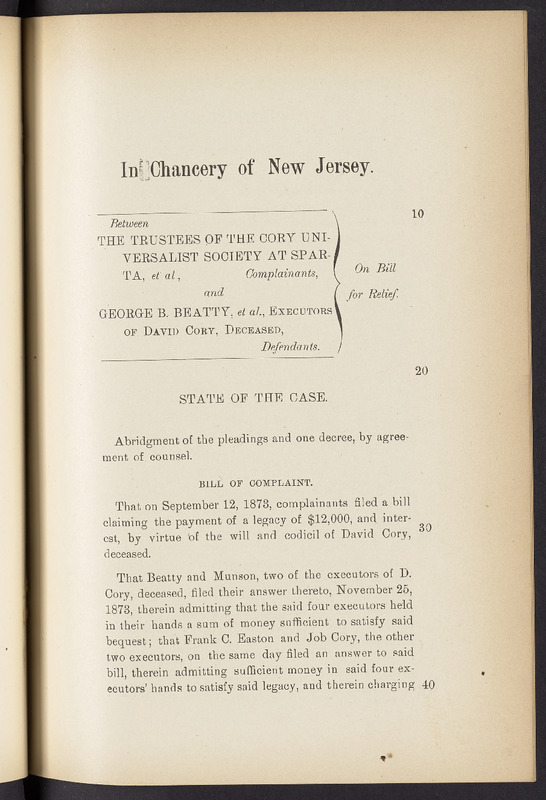 In Chancery of New Jersey.
10
Between
THE TRUSTEES OF THE CORY UNI-
VERSALIST SOCIETY AT SPAR-
TA, et al., Complainants,
and
GEORGE B. BEATTY, et al., EXECUTORS
OF DAVID CORY, DECEASED,
Defendants.
On Bill
for Relief.
20
STATE OF THE CASE.
Abridgment of the pleadings and one decree, by agree-
ment of counsel.
BILL OF COMPLAINT.
That on September 12, 1873, complainants filed a bill
claiming the payment of a legacy of $12,000, and inter-
est, by virtue of the will and codicil of David Cory, 30
deceased.
That Beatty and Munson, two of the executors of D.
Cory, deceased, filed their answer thereto, November 25,
1873, therein admitting that the said four executors held
in their hands a sum of money sufficient to satisfy said
bequest; that Frank C. Easton and Job Cory, the other
two executors, on the same day filed an answer to said
bill, therein admitting sufficient money in said four ex-
ecutors' hands to satisfy said legacy, and therein charging 40